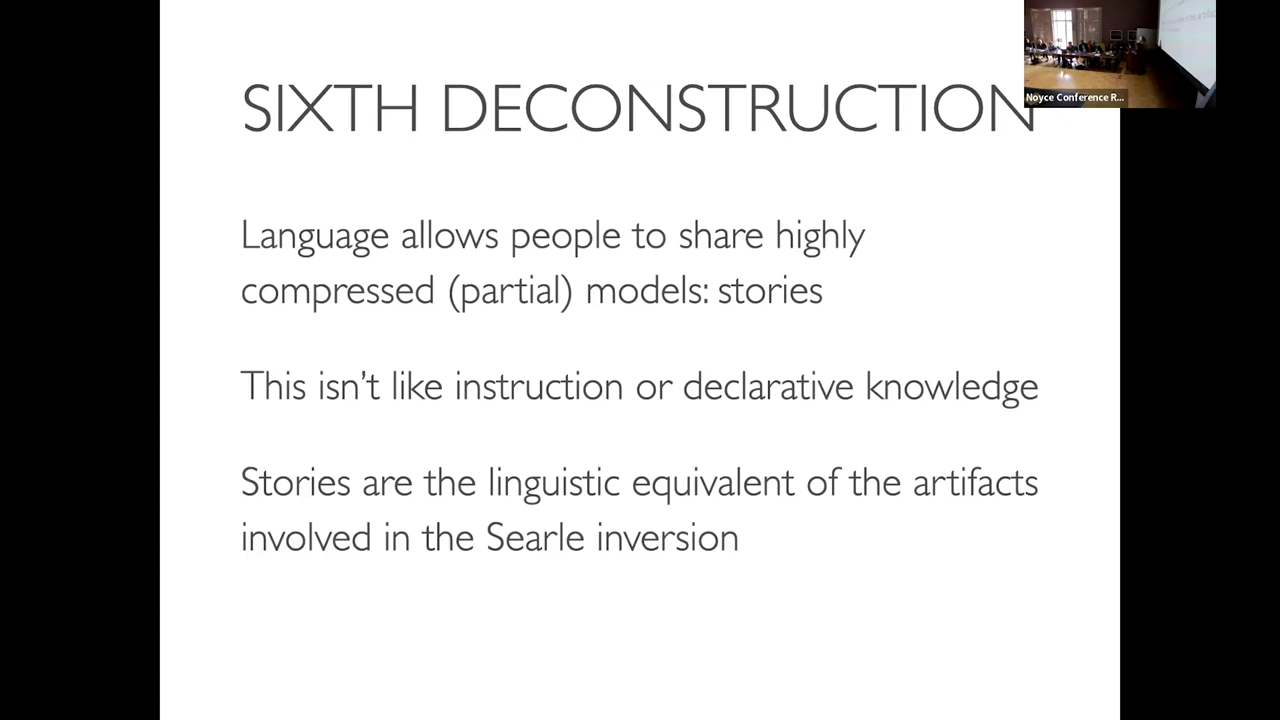 SIXTH DECONSTRUCTION
Noyce Conference R...
Language allows people to share highly
compressed (partial) models: stories
This isn't like instruction or declarative knowledge
Stories are the linguistic equivalent of the artifacts
involved in the Searle inversion